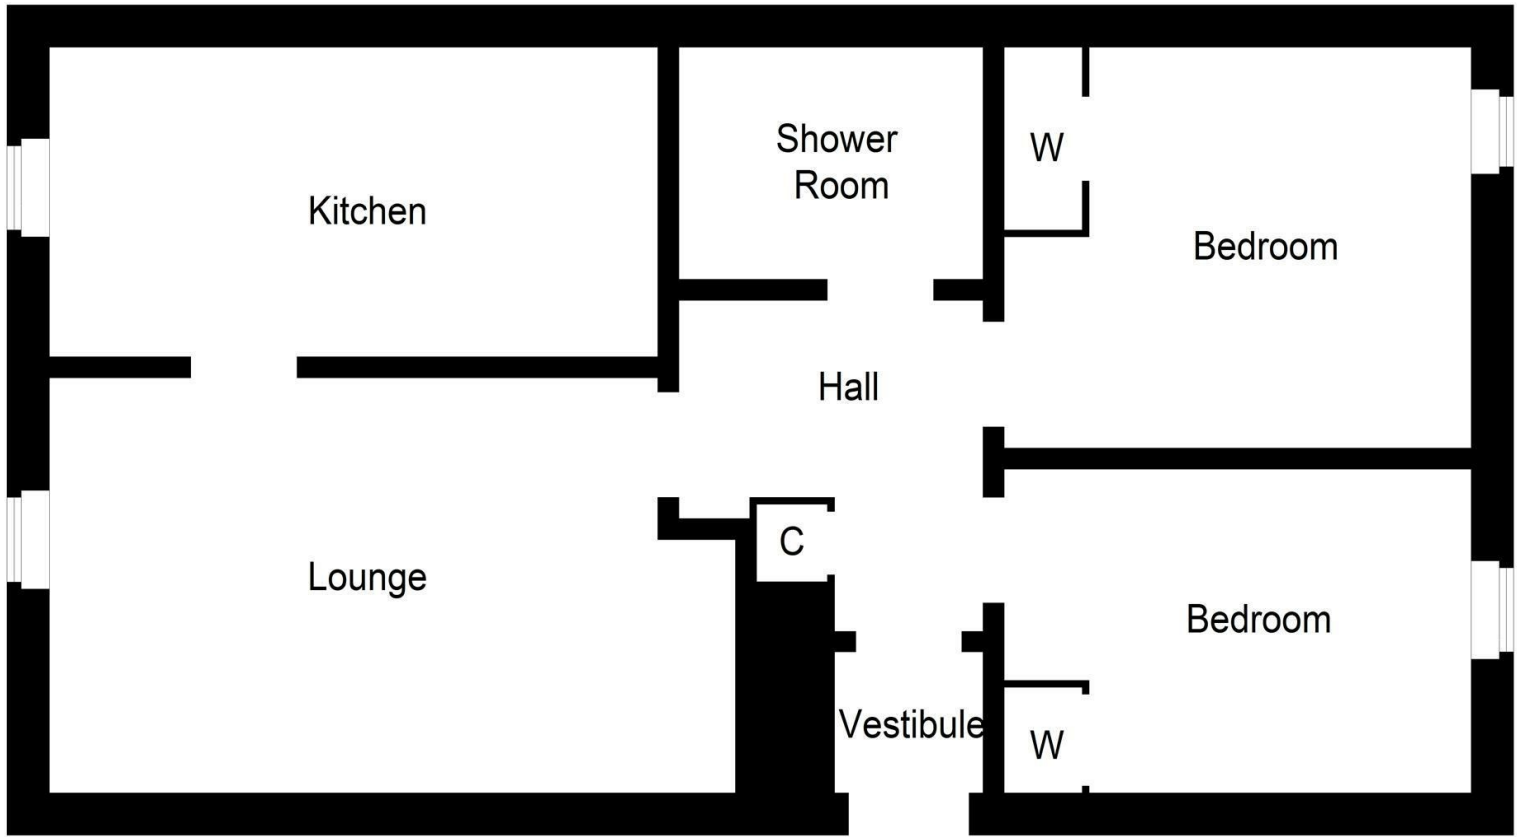 Shower
Room
W
Kitchen
Bedroom
Hall
C
Lounge
Bedroom
Vestibule
W